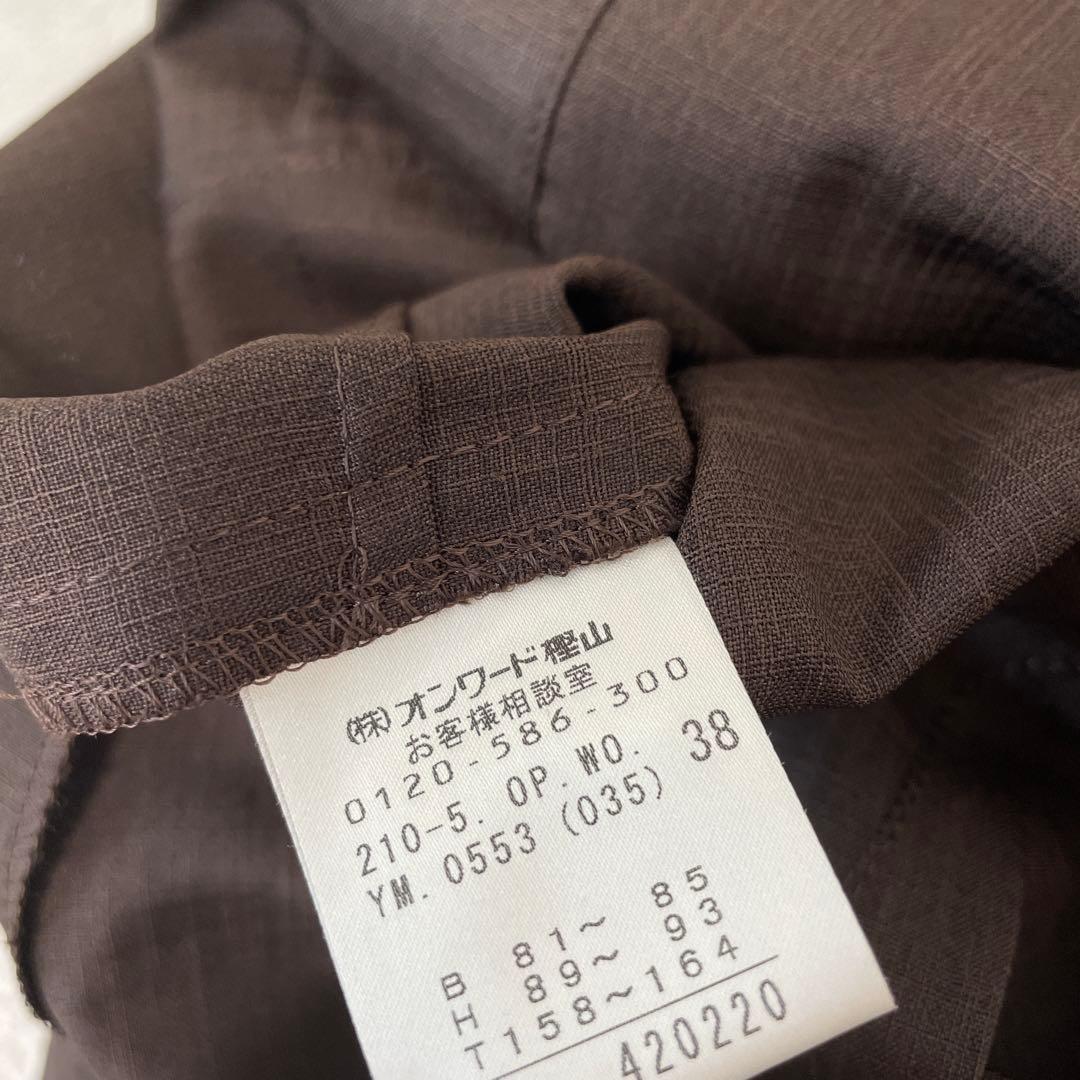 (株)オンワード樫山
お客様相談室
0120-586-300
210-5. OP.WO. 38
YM. 0553 (035)
B 81~ 85
H 89~ 93
T 158~164
420220